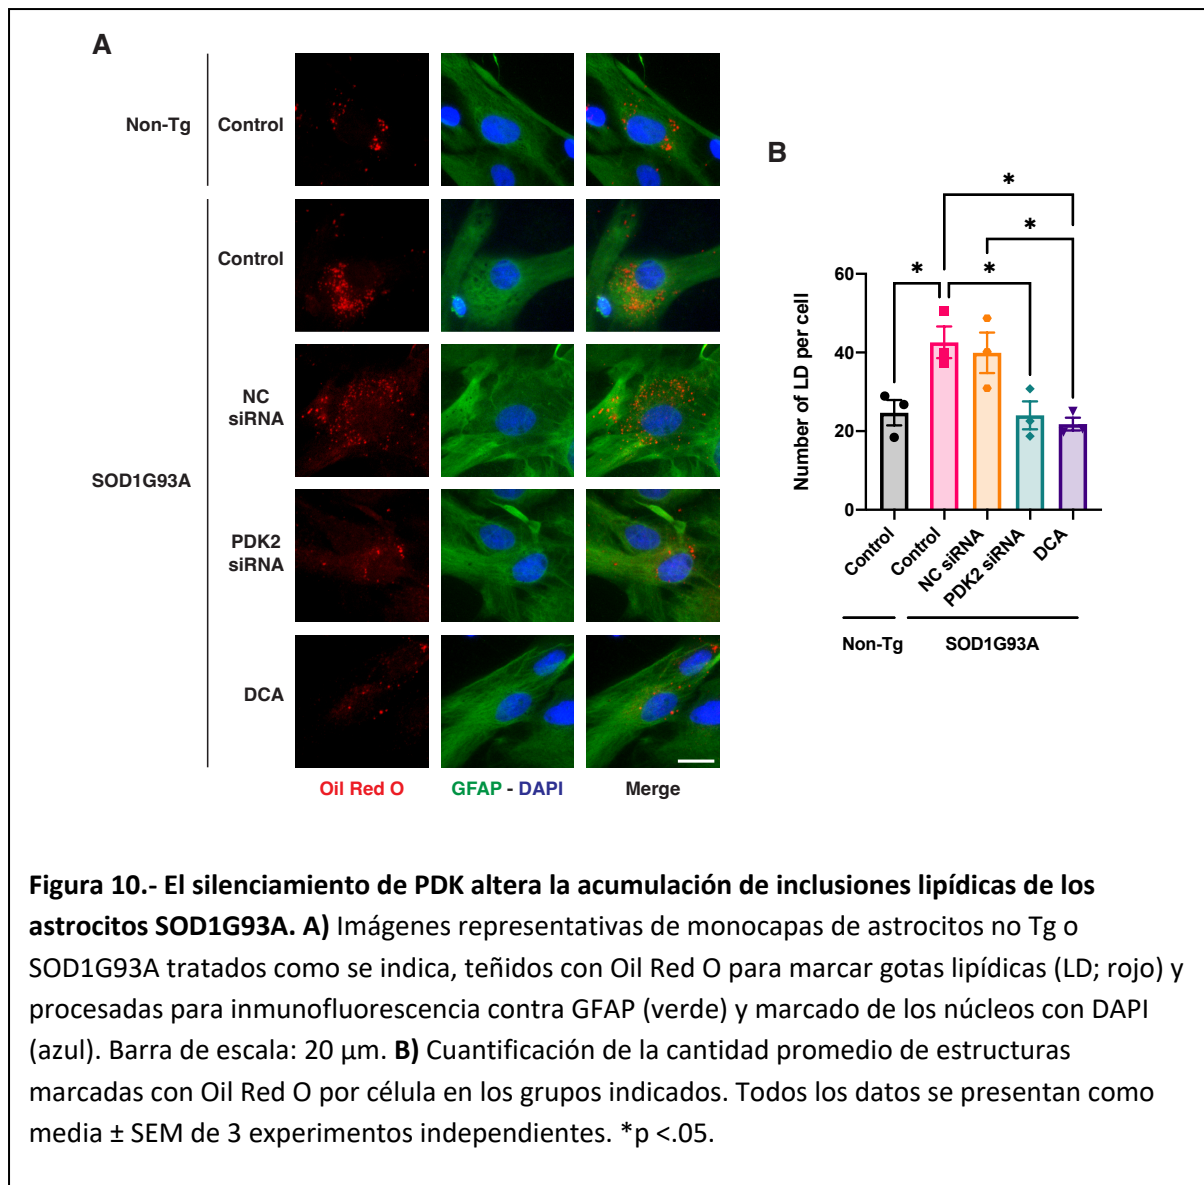 A
Non-Tg
Control
SOD1G93A
Control
NC
siRNA
PDK2
siRNA
DCA
Oil Red O
GFAP - DAPI
Merge
B
*
*
*
*
Number of LD per cell
60
40
20
0
Control
Control
NC siRNA
PDK2 siRNA
DCA
Non-Tg
SOD1G93A
Figura 10.- El silenciamiento de PDK altera la acumulación de inclusiones lipídicas de los
astrocitos SOD1G93A. A) Imágenes representativas de monocapas de astrocitos no Tg o
SOD1G93A tratados como se indica, teñidos con Oil Red O para marcar gotas lipídicas (LD; rojo) y
procesadas para inmunofluorescencia contra GFAP (verde) y marcado de los núcleos con DAPI
(azul). Barra de escala: 20 µm. B) Cuantificación de la cantidad promedio de estructuras
marcadas con Oil Red O por célula en los grupos indicados. Todos los datos se presentan como
media ± SEM de 3 experimentos independientes. *p <.05.